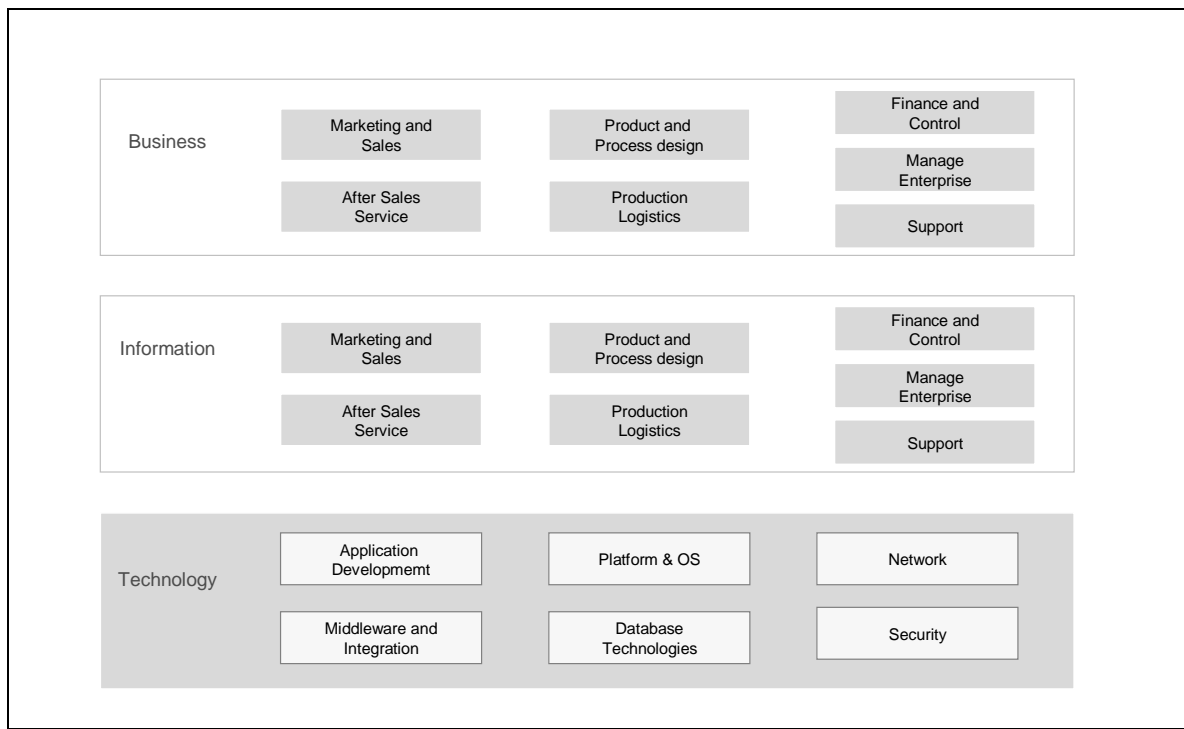 Business
Marketing and
Sales
Product and
Process design
Finance and
Control
Manage
Enterprise
After Sales
Service
Production
Logistics
Support
Information
Marketing and
Sales
Product and
Process design
Finance and
Control
Manage
Enterprise
After Sales
Service
Production
Logistics
Support
Technology
Application
Developmemt
Platform & OS
Network
Middleware and
Integration
Database
Technologies
Security